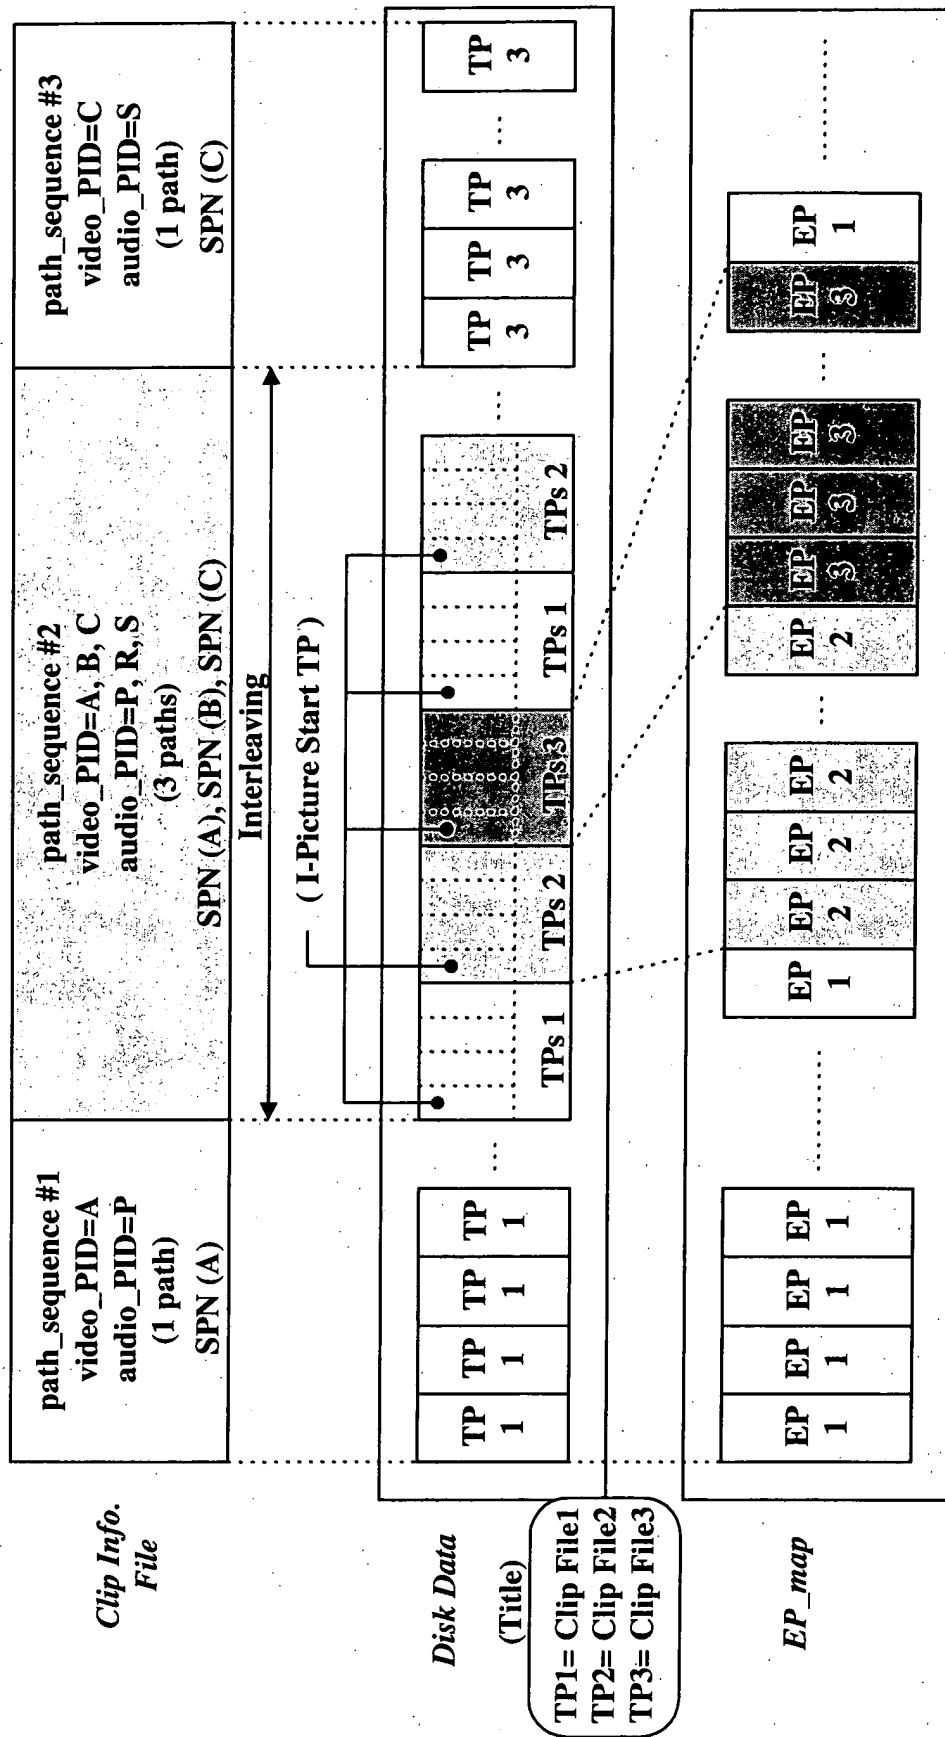 Clip Info.
File
path_sequence #1
video_PID=A
audio_PID=P
(1 path)
SPN (A)
path_sequence #2
video_PID=A, B, C
audio_PID=P, R, S
(3 paths)
SPN (A), SPN (B), SPN (C)
path_sequence #3
video_PID=C
audio_PID=S
(1 path)
SPN (C)
Interleaving
( I-Picture Start TP )
Disk Data
(Title)
TP1= Clip File1
TP2= Clip File2
TP3= Clip File3
TP
1
TP
1
TP
1
TP
1
TPs 1
TPs 2
TPs 3
TPs 1
TPs 2
TP
3
TP
3
TP
3
TP
3
EP_map
EP
1
EP
1
EP
1
EP
1
EP
1
EP
2
EP
2
EP
2
EP
2
EP
3
EP
3
EP
3
EP
3
EP
1